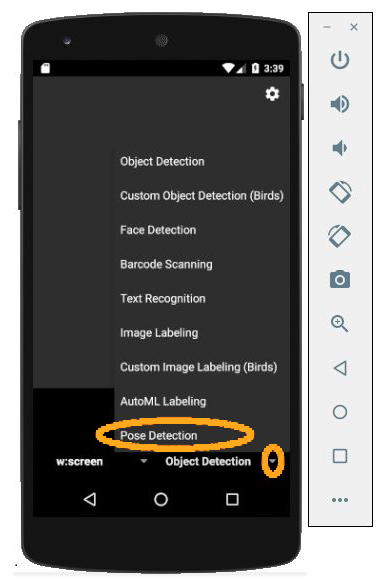 3:39
Object Detection
Custom Object Detection (Birds)
Face Detection
Barcode Scanning
Text Recognition
Image Labeling
Custom Image Labeling (Birds)
AutoML Labeling
Pose Detection
w:screen Object Detection